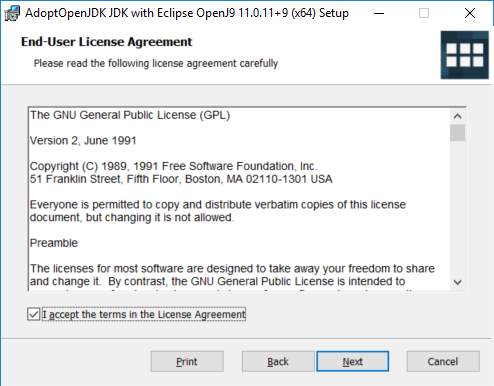 AdoptOpenJDK JDK with Eclipse OpenJ9 11.0.11+9 (x64) Setup
End-User License Agreement
Please read the following license agreement carefully
The GNU General Public License (GPL)
Version 2, June 1991
Copyright (C) 1989, 1991 Free Software Foundation, Inc.
51 Franklin Street, Fifth Floor, Boston, MA 02110-1301 USA
Everyone is permitted to copy and distribute verbatim copies of this license
document, but changing it is not allowed.
Preamble
The licenses for most software are designed to take away your freedom to share
and change it. By contrast, the GNU General Public License is intended to
I accept the terms in the License Agreement
Print Back Next Cancel